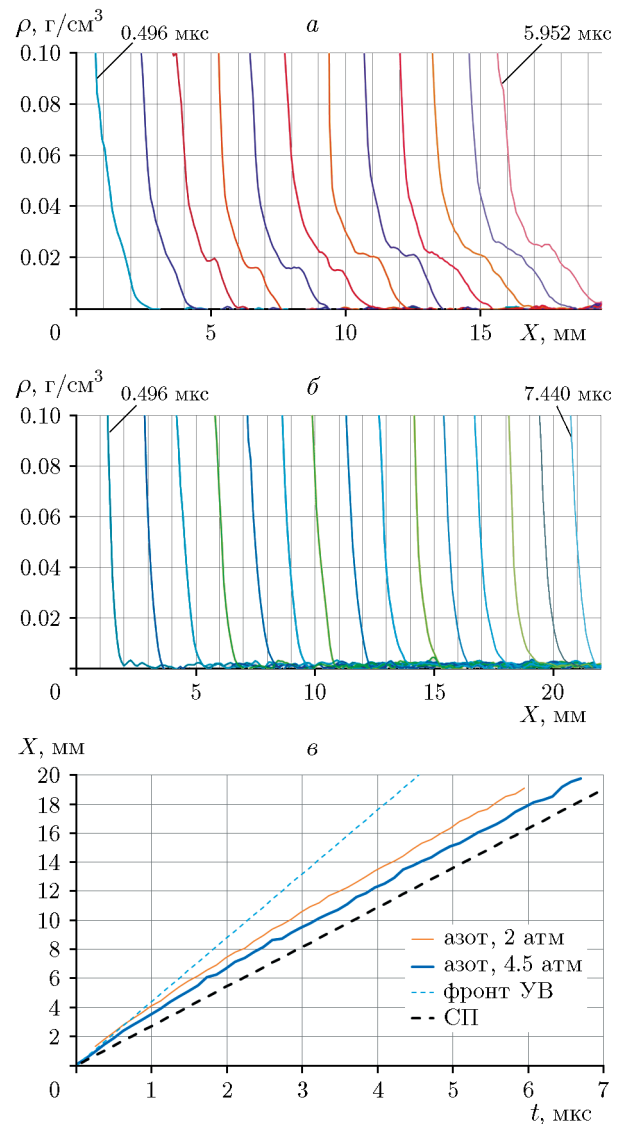 ρ, г/см³
а
0.496 мкс
5.952 мкс
0.10
0.08
0.06
0.04
0.02
0
5
10
15
X, мм
ρ, г/см³
б
0.496 мкс
7.440 мкс
0.10
0.08
0.06
0.04
0.02
0
5
10
15
20
X, мм
X, мм
в
20
18
16
14
12
10
8
6
4
2
азот, 2 атм
азот, 4.5 атм
фронт УВ
СП
0
1
2
3
4
5
6
7
t, мкс